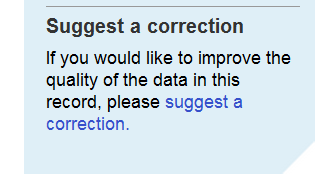 Suggest a correction
If you would like to improve the
quality of the data in this
record, please suggest a
correction.